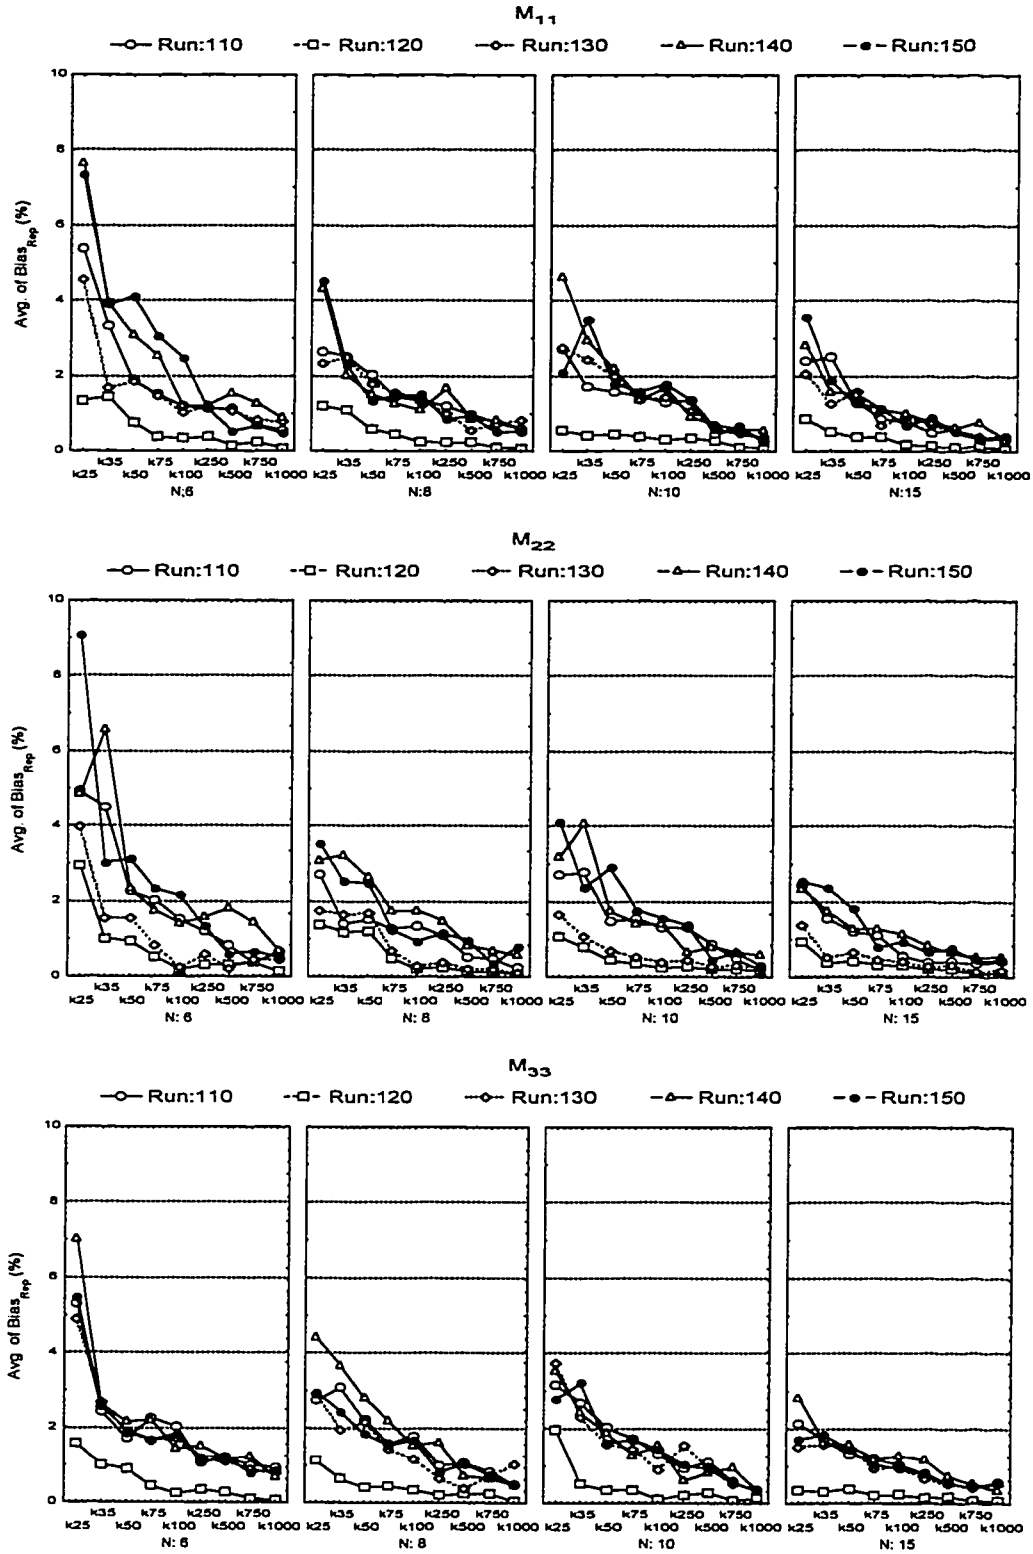 M11
Run:110 Run:120 Run:130 Run:140 Run:150
Avg. of BiasRep (%)
10
8
6
4
2
0
k35 k75 k250 k750 k35 k75 k250 k750 k35 k75 k250 k750 k35 k75 k250 k750
k25 k50 k100 k500 k1000 k25 k50 k100 k500 k1000 k25 k50 k100 k500 k1000 k25 k50 k100 k500 k1000
N:6 N:8 N:10 N:15
M22
Run:110 Run:120 Run:130 Run:140 Run:150
Avg. of BiasRep (%)
10
8
6
4
2
0
k35 k75 k250 k750 k35 k75 k250 k750 k35 k75 k250 k750 k35 k75 k250 k750
k25 k50 k100 k500 k1000 k25 k50 k100 k500 k1000 k25 k50 k100 k500 k1000 k25 k50 k100 k500 k1000
N: 6 N: 8 N: 10 N: 15
M33
Run:110 Run:120 Run:130 Run:140 Run:150
Avg. of BiasRep (%)
10
8
6
4
2
0
k35 k75 k250 k750 k35 k75 k250 k750 k35 k75 k250 k750 k35 k75 k250 k750
k25 k50 k100 k500 k1000 k25 k50 k100 k500 k1000 k25 k50 k100 k500 k1000 k25 k50 k100 k500 k1000
N: 6 N: 8 N: 10 N: 15